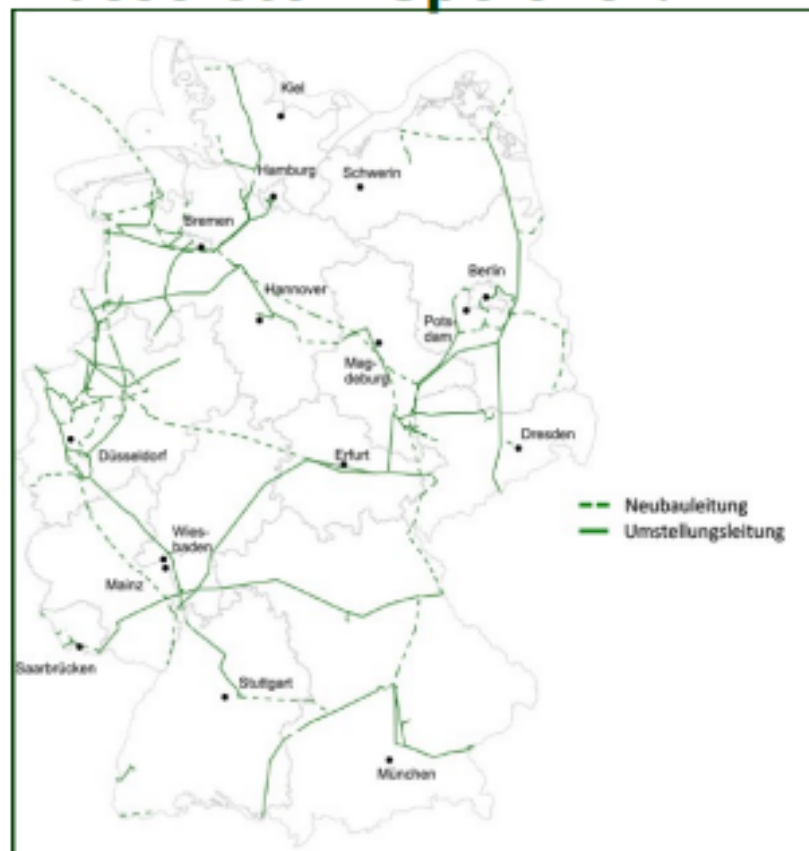 Kiel
Hamburg
Schwerin
Bremen
Berlin
Hannover
Pots-
dam
Mag-
deburg
Düsseldorf
Erfurt
Dresden
Neubauleitung
Umstellungsleitung
Wies-
baden
Mainz
Saarbrücken
Stuttgart
München